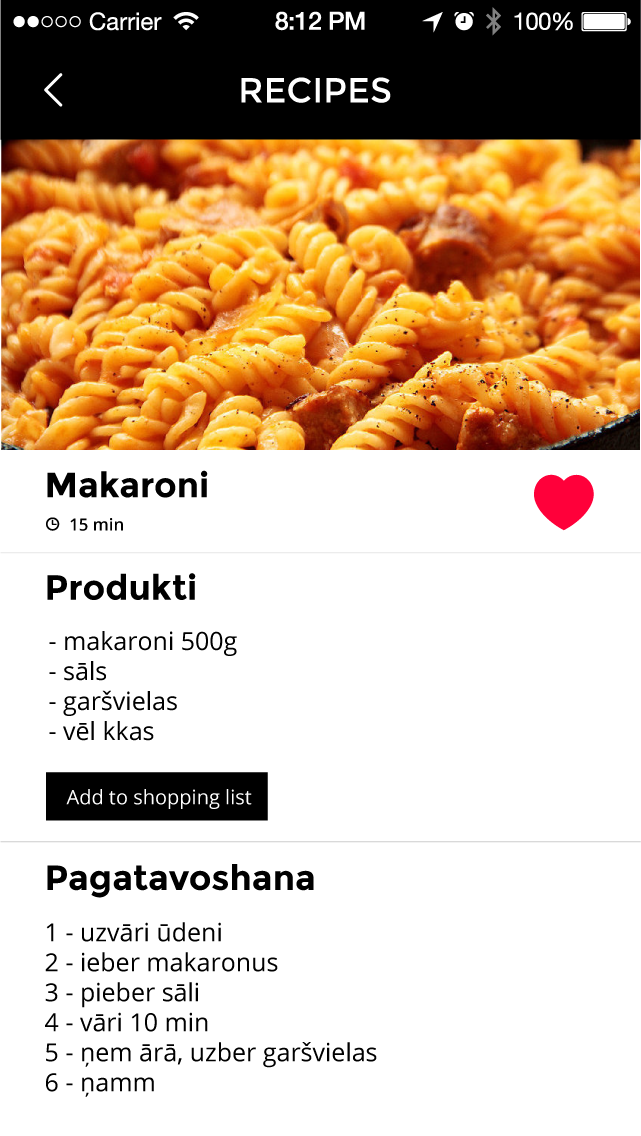 Carrier 8:12 PM 100%
RECIPES
Makaroni
15 min
Produkti
- makaroni 500g
- sāls
- garšvielas
- vēl kkas
Add to shopping list
Pagatavoshana
1 - uzvāri ūdeni
2 - ieber makaronus
3 - pieber sāli
4 - vāri 10 min
5 - ņem ārā, uzber garšvielas
6 - ņamm